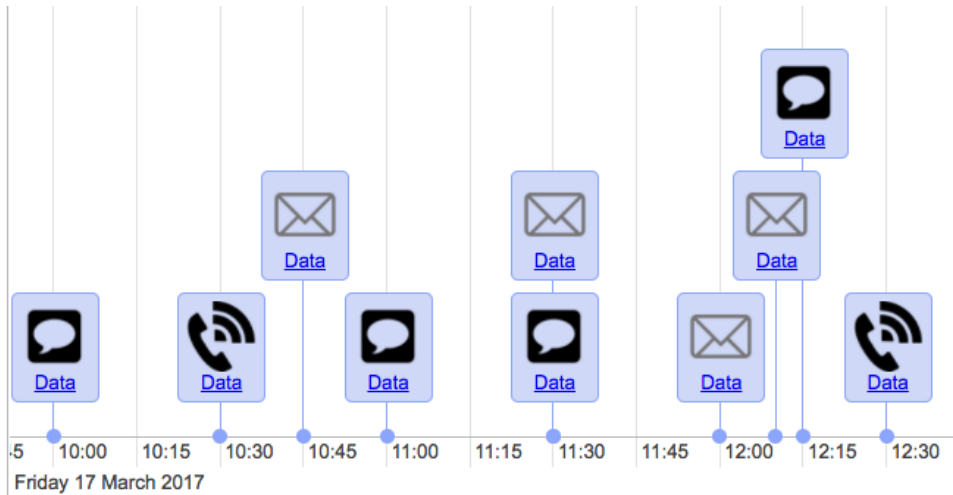 Data
Data Data Data
Data Data Data Data Data Data
-5 10:00 10:15 10:30 10:45 11:00 11:15 11:30 11:45 12:00 12:15 12:30
Friday 17 March 2017